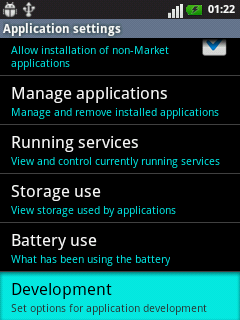 01:22
Application settings
Allow installation of non-Market
applications
Manage applications
Manage and remove installed applications
Running services
View and control currently running services
Storage use
View storage used by applications
Battery use
What has been using the battery
Development
Set options for application development